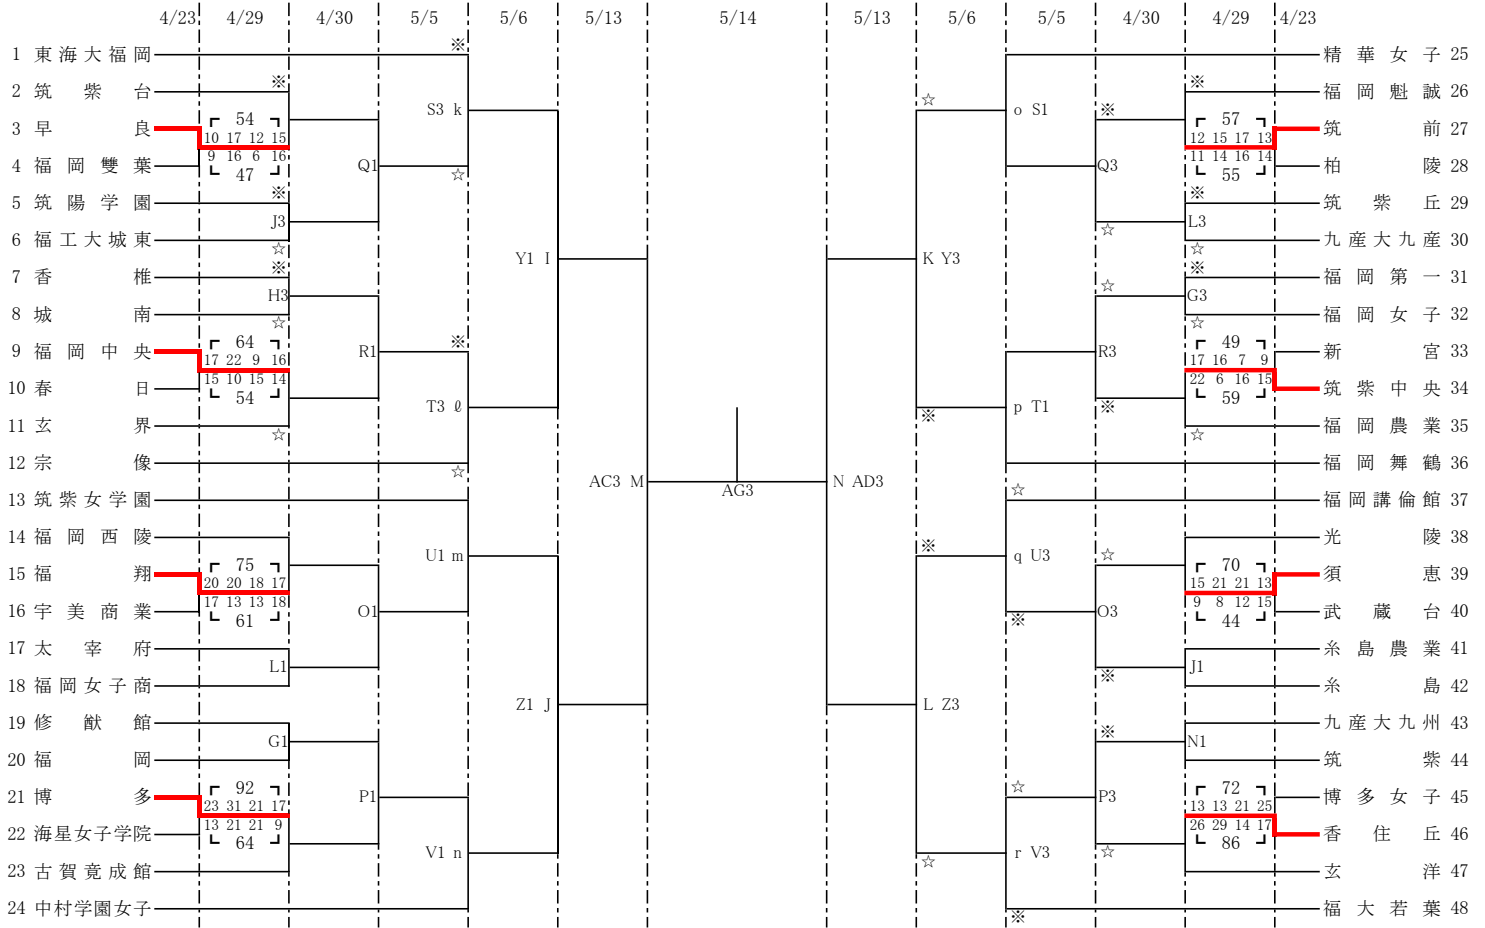 4/23 4/29 4/30 5/5 5/6 5/13 5/14 5/13 5/6 5/5 4/30 4/29 4/23
1 東海大福岡 ※ 精華女子 25
2 筑紫台 ※ ※ 福岡魁誠 26
S3 k ☆ o S1 ※
54 57
3 早良 10 17 12 15 12 15 17 13 筑前 27
9 16 6 16 11 14 16 14
4 福岡雙葉 Q1 Q3 柏陵 28
47 ☆ 55
5 筑陽学園 ※ ※ 筑紫丘 29
J3 ☆ L3
6 福工大城東 ☆ ☆ 九産大九産 30
Y1 I K Y3
7 香椎 ※ ※ 福岡第一 31
H3 ☆ G3
8 城南 ☆ ☆ 福岡女子 32
64 ※ 49
9 福岡中央 17 22 9 16 R1 R3 17 16 7 9 新宮 33
15 10 15 14 22 6 16 15
10 春日 54 59 筑紫中央 34
T3 ℓ ※ p T1 ※
11 玄界 ☆ ☆ 福岡農業 35
12 宗像 ☆ 福岡舞鶴 36
AC3 M AG3 N AD3
13 筑紫女学園 ☆ 福岡講倫館 37
14 福岡西陵 光陵 38
U1 m ※ q U3 ☆
75 70
15 福翔 20 20 18 17 15 21 21 13 須恵 39
17 13 13 18 9 8 12 15
16 宇美商業 O1 O3 武蔵台 40
61 ※ 44
17 太宰府 糸島農業 41
L1 ※ J1
18 福岡女子商 糸島 42
Z1 J L Z3
19 修猷館 九産大九州 43
G1 ※ N1
20 福岡 筑紫 44
92 ☆ 72
21 博多 23 31 21 17 P1 P3 13 13 21 25 博多女子 45
13 21 21 9 26 29 14 17
22 海星女子学院 64 86 香住丘 46
V1 n ☆ r V3 ☆
23 古賀竟成館 玄洋 47
24 中村学園女子 ※ 福大若葉 48